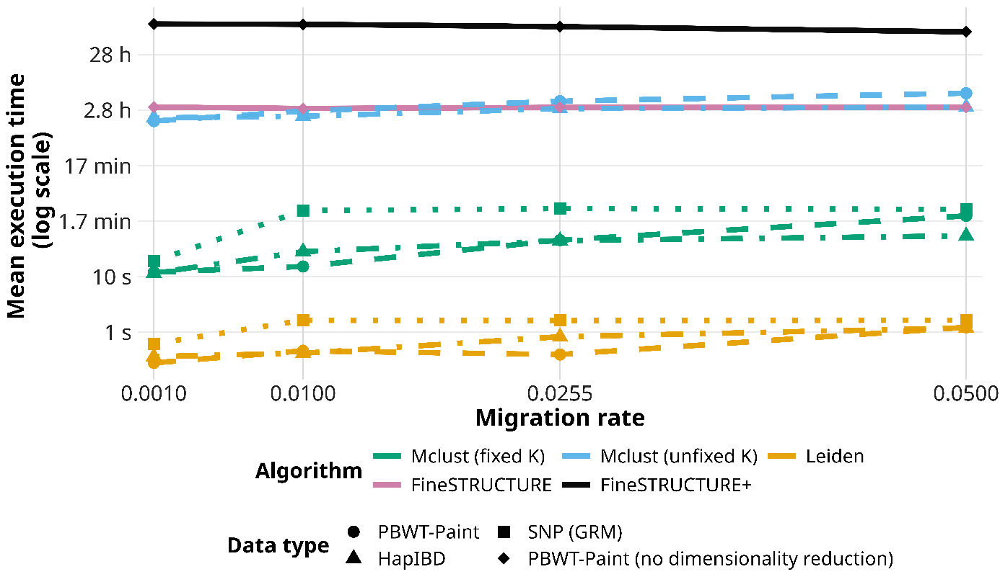 Mean execution time
(log scale)
28 h
2.8 h
17 min
1.7 min
10 s
1 s
0.0010 0.0100 0.0255 0.0500
Migration rate
Algorithm
Mclust (fixed K) Mclust (unfixed K) Leiden
FineSTRUCTURE FineSTRUCTURE+
Data type
PBWT-Paint SNP (GRM)
HapIBD PBWT-Paint (no dimensionality reduction)